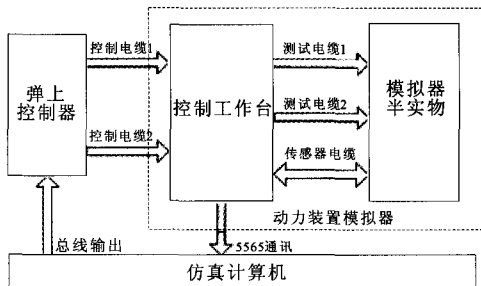 控制电缆1
测试电缆1
弹上
控制器
控制工作台
模拟器
半实物
测试电缆2
控制电缆2
传感器电缆
动力装置模拟器
总线输出
5565通讯
仿真计算机